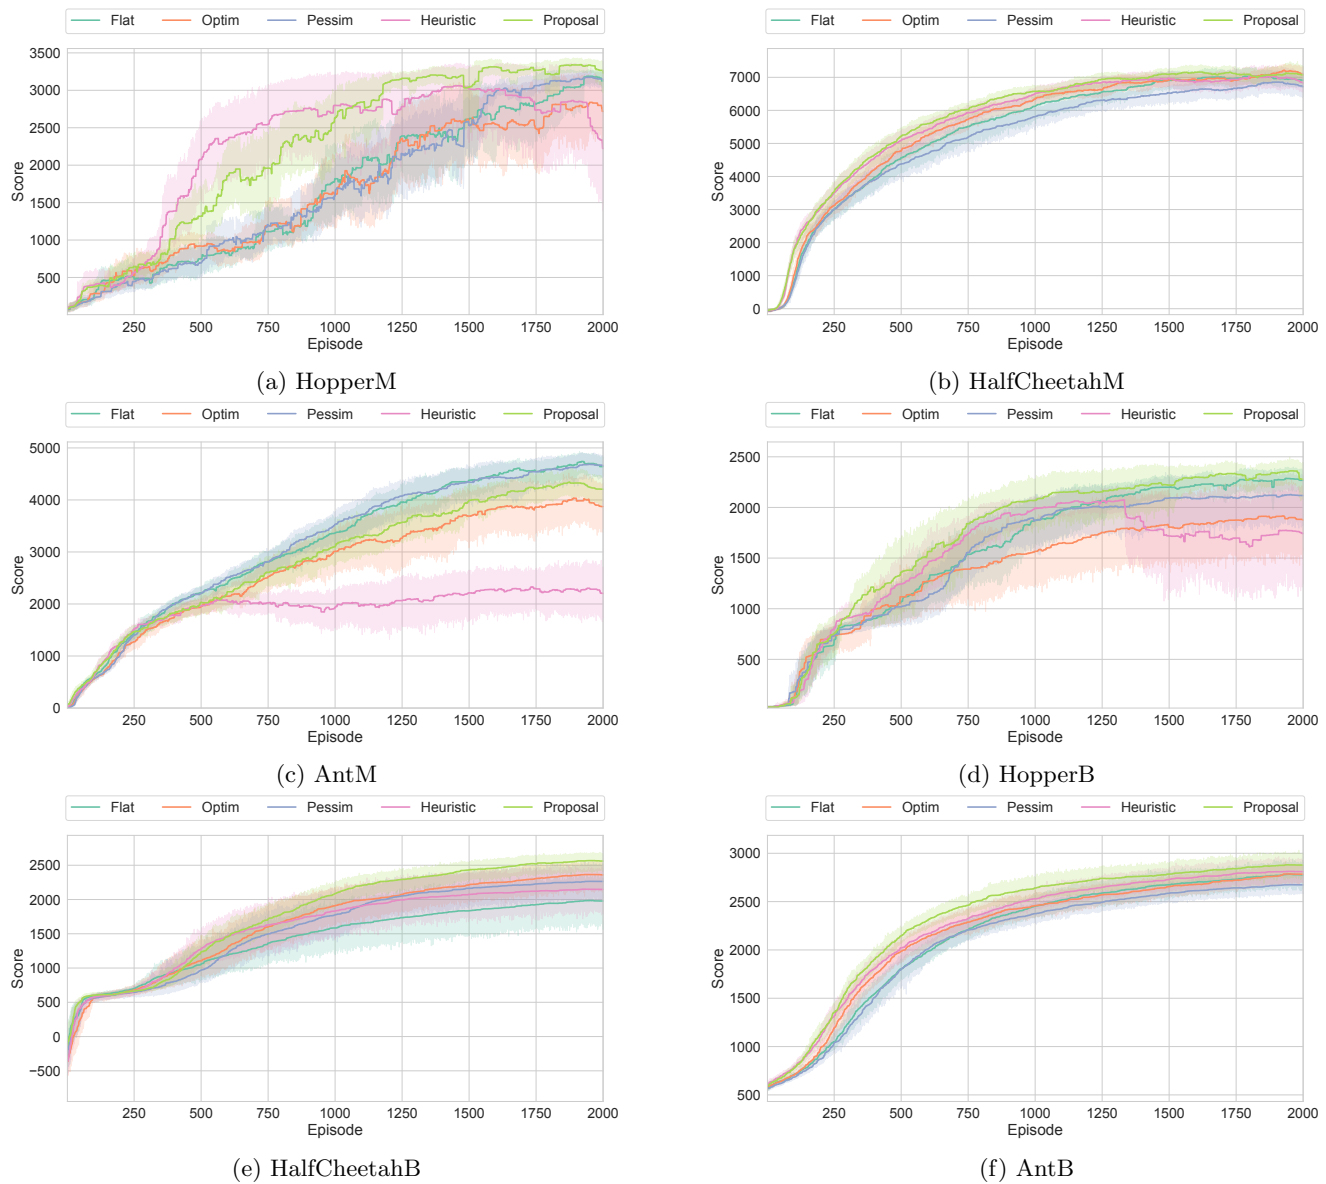 Flat Optim Pessim Heuristic Proposal
3500
3000
2500
2000
1500
1000
500
Score
250 500 750 1000 1250 1500 1750 2000
Episode
(a) HopperM
Flat Optim Pessim Heuristic Proposal
7000
6000
5000
4000
3000
2000
1000
0
Score
250 500 750 1000 1250 1500 1750 2000
Episode
(b) HalfCheetahM
Flat Optim Pessim Heuristic Proposal
5000
4000
3000
2000
1000
0
Score
250 500 750 1000 1250 1500 1750 2000
Episode
(c) AntM
Flat Optim Pessim Heuristic Proposal
2500
2000
1500
1000
500
Score
250 500 750 1000 1250 1500 1750 2000
Episode
(d) HopperB
Flat Optim Pessim Heuristic Proposal
2500
2000
1500
1000
500
0
−500
Score
250 500 750 1000 1250 1500 1750 2000
Episode
(e) HalfCheetahB
Flat Optim Pessim Heuristic Proposal
3000
2500
2000
1500
1000
500
Score
250 500 750 1000 1250 1500 1750 2000
Episode
(f) AntB